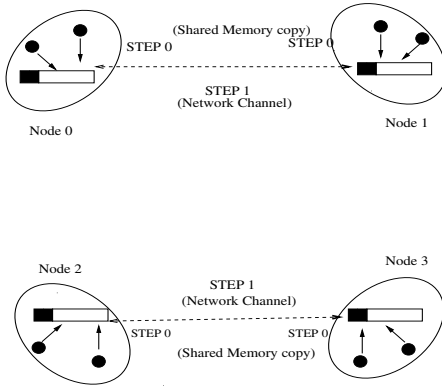 (Shared Memory copy)
STEP 0
STEP 0
STEP 1
(Network Channel)
Node 0
Node 1
Node 2
Node 3
STEP 1
(Network Channel)
STEP 0
STEP 0
(Shared Memory copy)